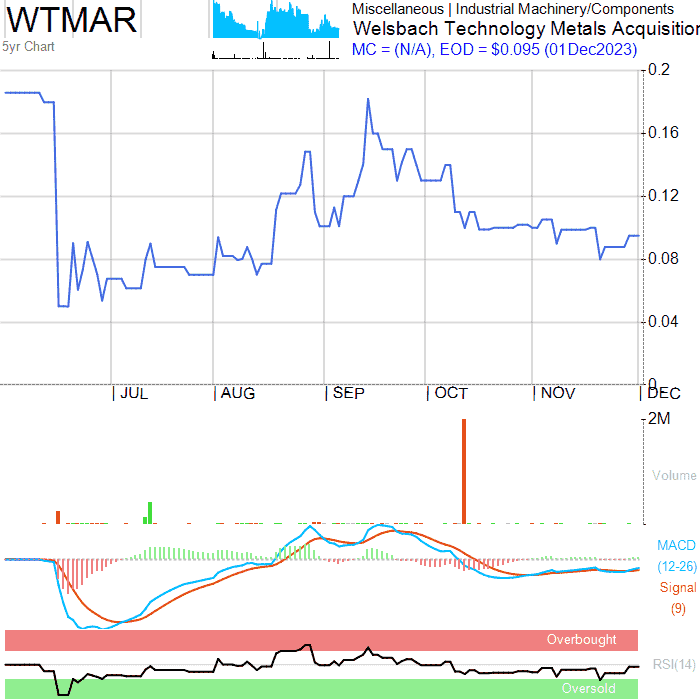 WTMAR
5yr Chart
Miscellaneous | Industrial Machinery/Components
Welsbach Technology Metals Acquisition
MC = (N/A), EOD = $0.095 (01Dec2023)
0.2
0.16
0.12
0.08
0.04
0
JUL AUG SEP OCT NOV DEC
2M
Volume
MACD
(12-26)
Signal
(9)
Overbought
RSI(14)
Oversold